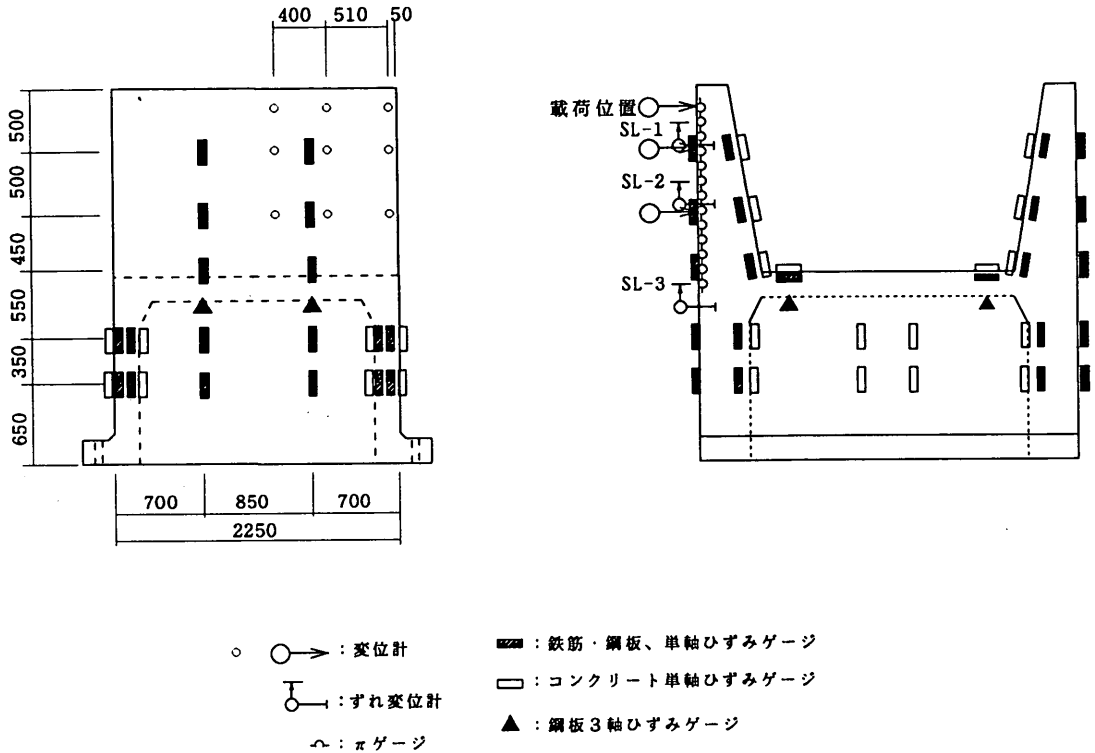 400 510 50
500
500
450
550
350
650
700 850 700
2250
載荷位置
SL-1
SL-2
SL-3
:変位計
:ずれ変位計
:πゲージ
:鉄筋・鋼板、単軸ひずみゲージ
:コンクリート単軸ひずみゲージ
:鋼板3軸ひずみゲージ